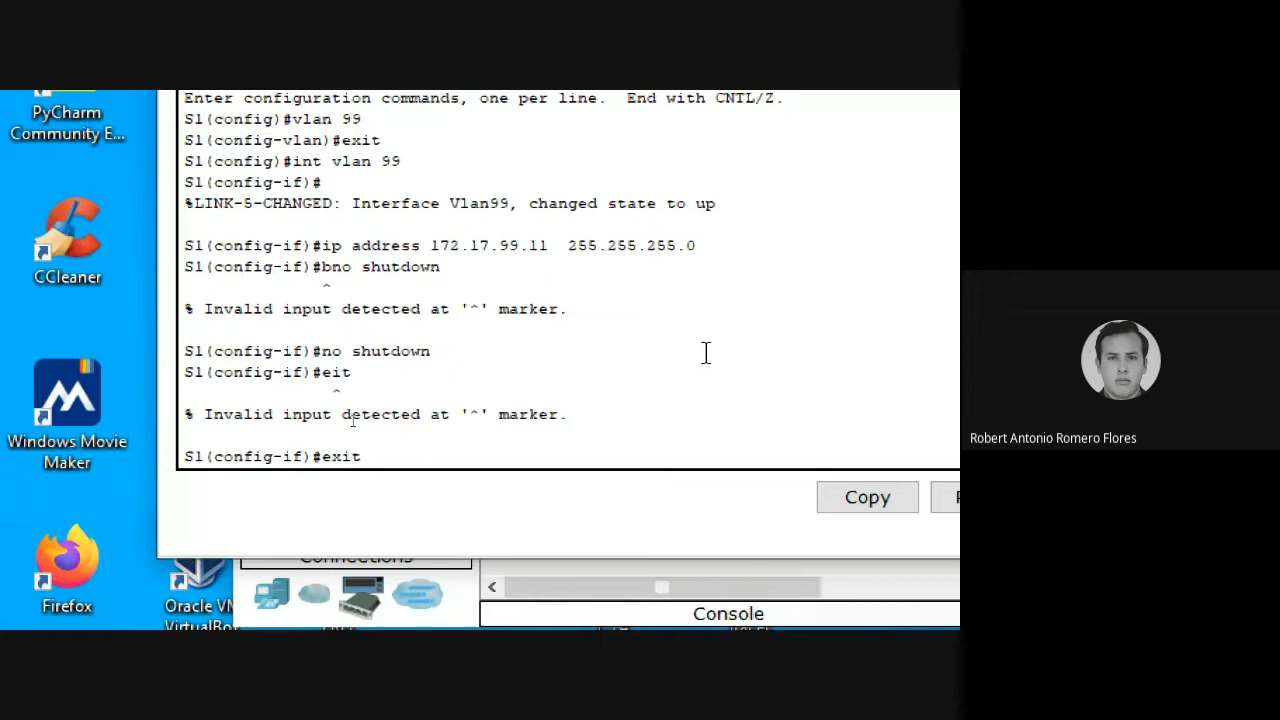 PyCharm
Community E...
CCleaner
Windows Movie
Maker
Firefox
Oracle VM
Enter configuration commands, one per line.  End with CNTL/Z.
S1(config)#vlan 99
S1(config-vlan)#exit
S1(config)#int vlan 99
S1(config-if)#
%LINK-5-CHANGED: Interface Vlan99, changed state to up
S1(config-if)#ip address 172.17.99.11  255.255.255.0
S1(config-if)#bno shutdown
^
% Invalid input detected at '^' marker.
S1(config-if)#no shutdown
S1(config-if)#eit
^
% Invalid input detected at '^' marker.
S1(config-if)#exit
Copy
Connections
Console
Robert Antonio Romero Flores